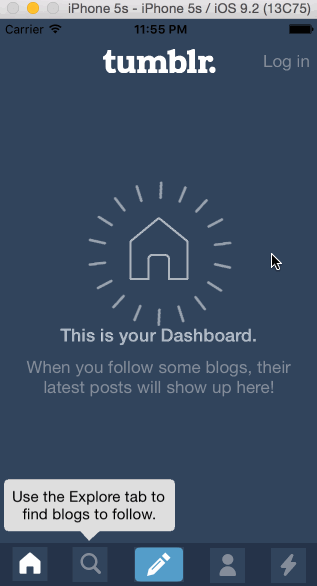 iPhone 5s - iPhone 5s / iOS 9.2 (13C75)
Carrier 11:55 PM
tumblr. Log in
This is your Dashboard.
When you follow some blogs, their
latest posts will show up here!
Use the Explore tab to
find blogs to follow.